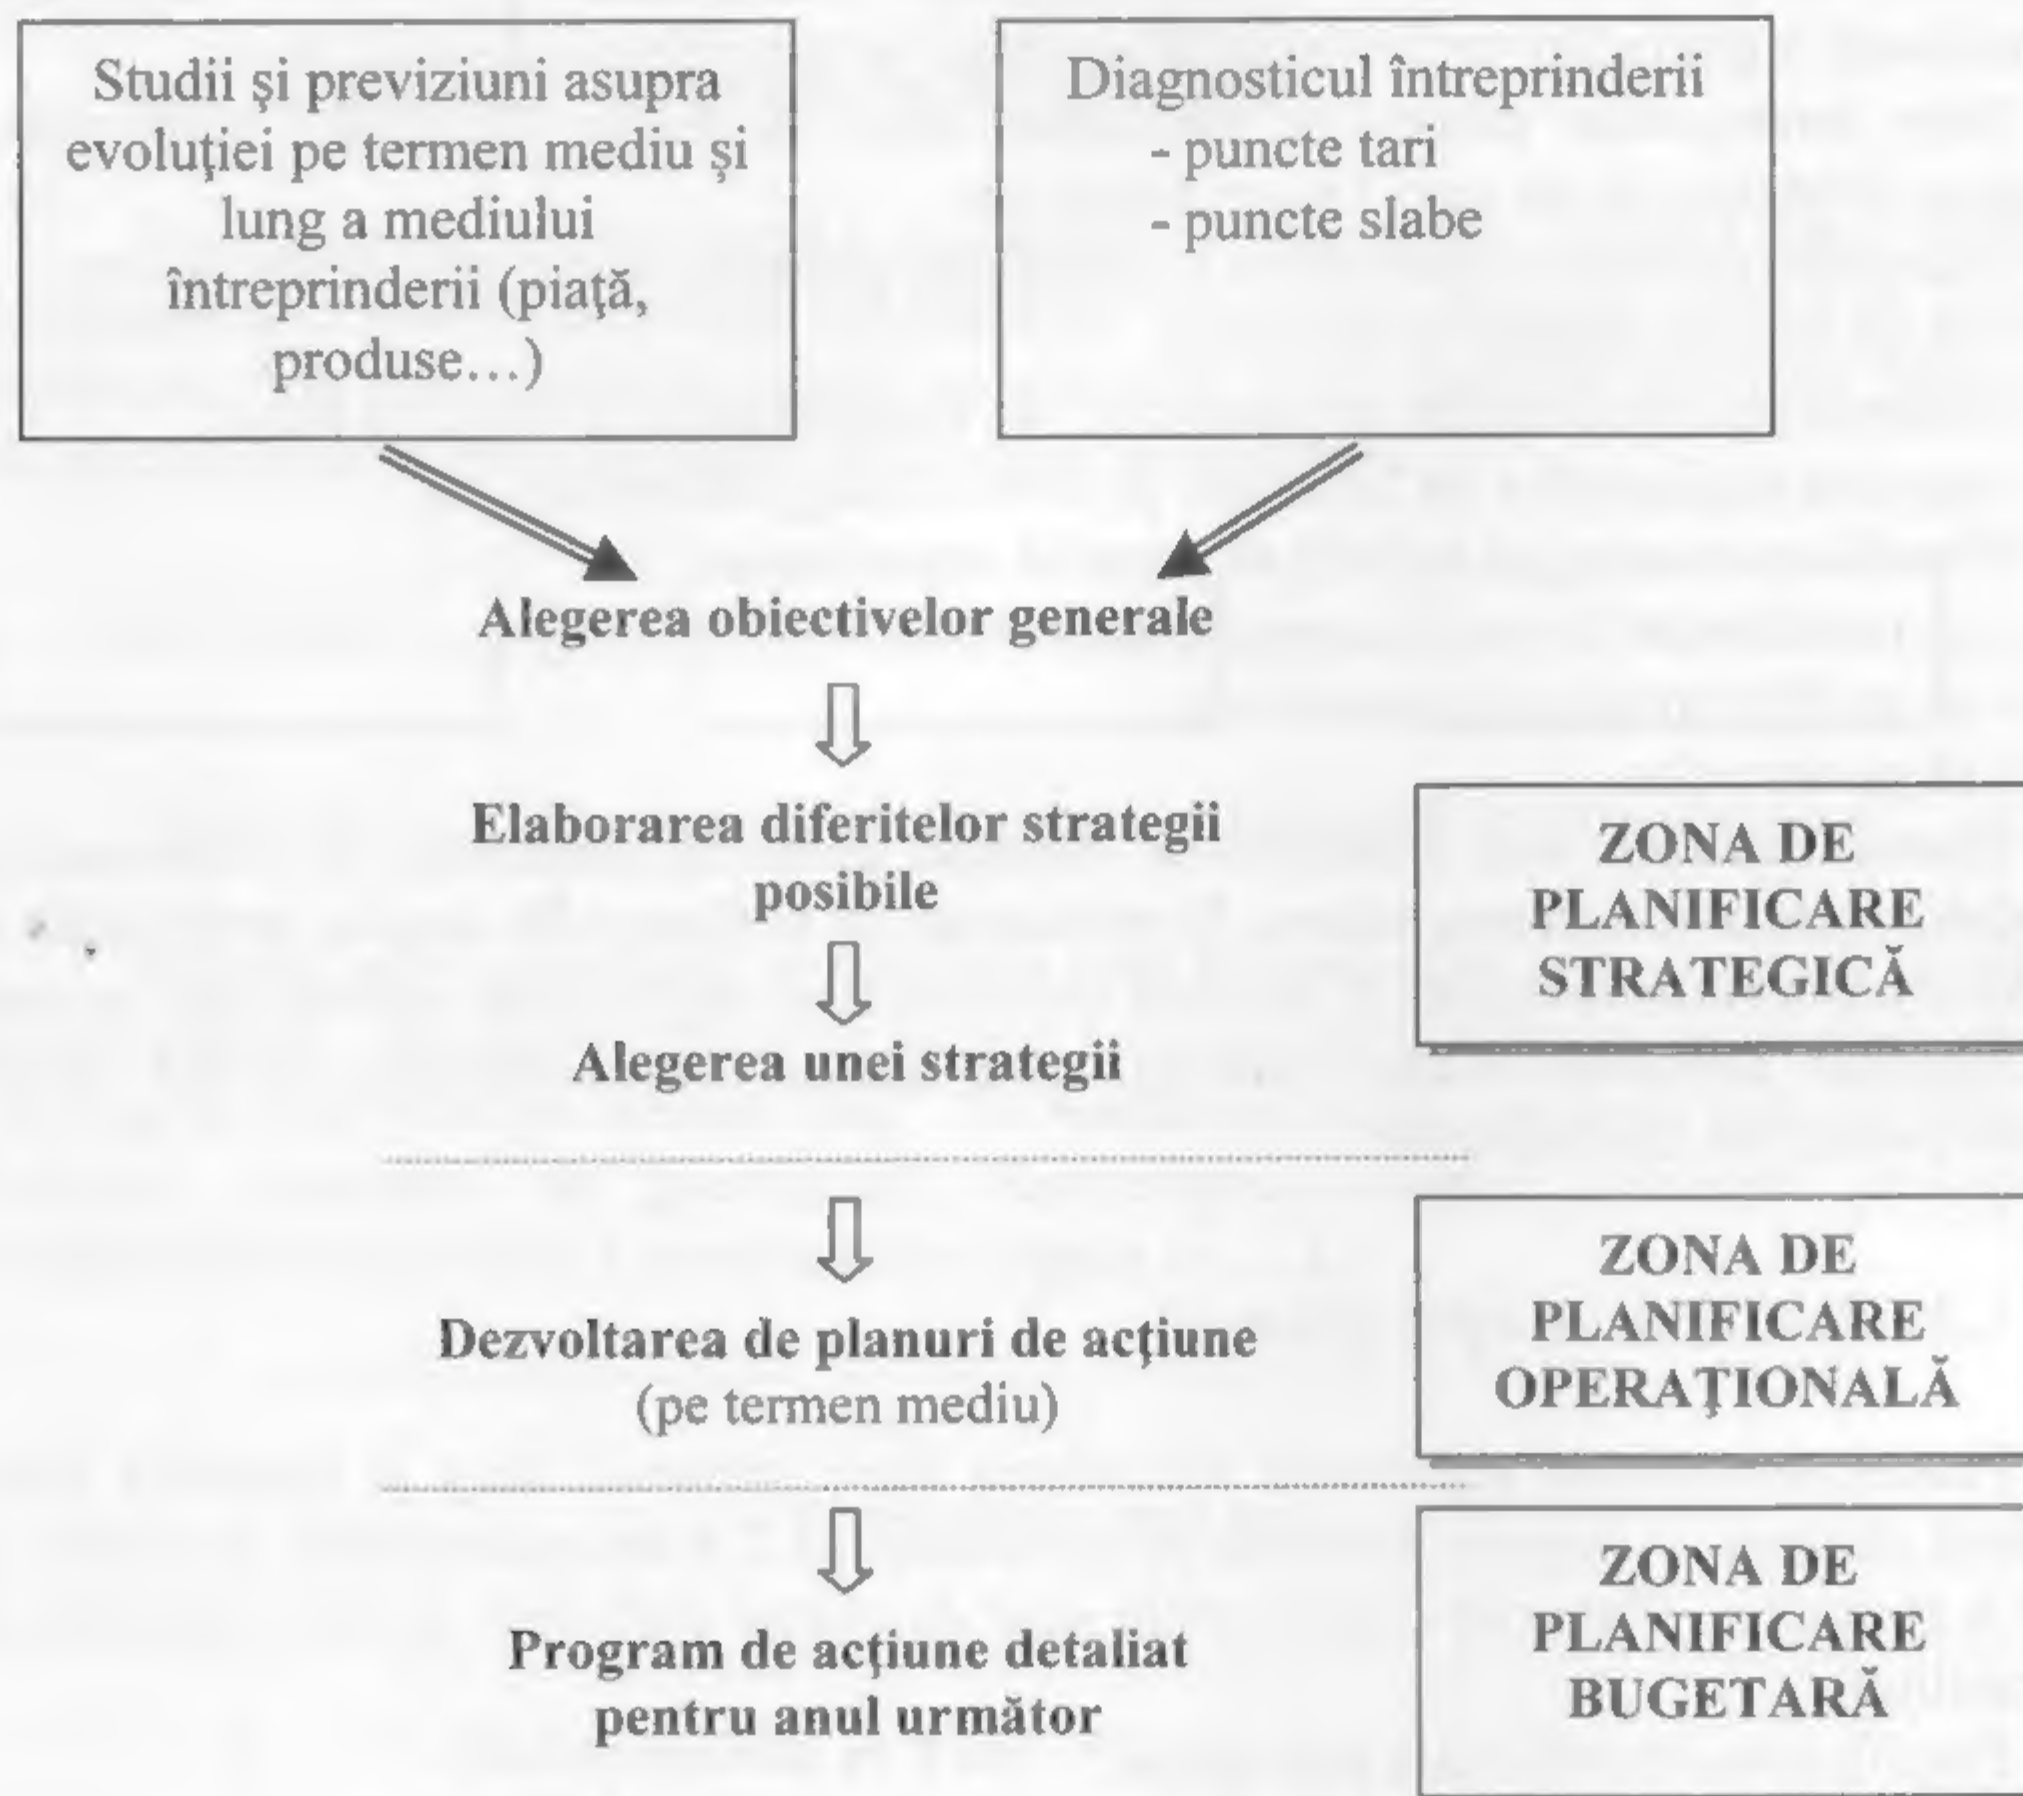 Studii şi previziuni asupra
evoluţiei pe termen mediu şi
lung a mediului
întreprinderii (piaţă,
produse…)
Diagnosticul întreprinderii
- puncte tari
- puncte slabe
Alegerea obiectivelor generale
Elaborarea diferitelor strategii
posibile
Alegerea unei strategii
ZONA DE
PLANIFICARE
STRATEGICĂ
Dezvoltarea de planuri de acţiune
(pe termen mediu)
ZONA DE
PLANIFICARE
OPERAŢIONALĂ
Program de acţiune detaliat
pentru anul următor
ZONA DE
PLANIFICARE
BUGETARĂ